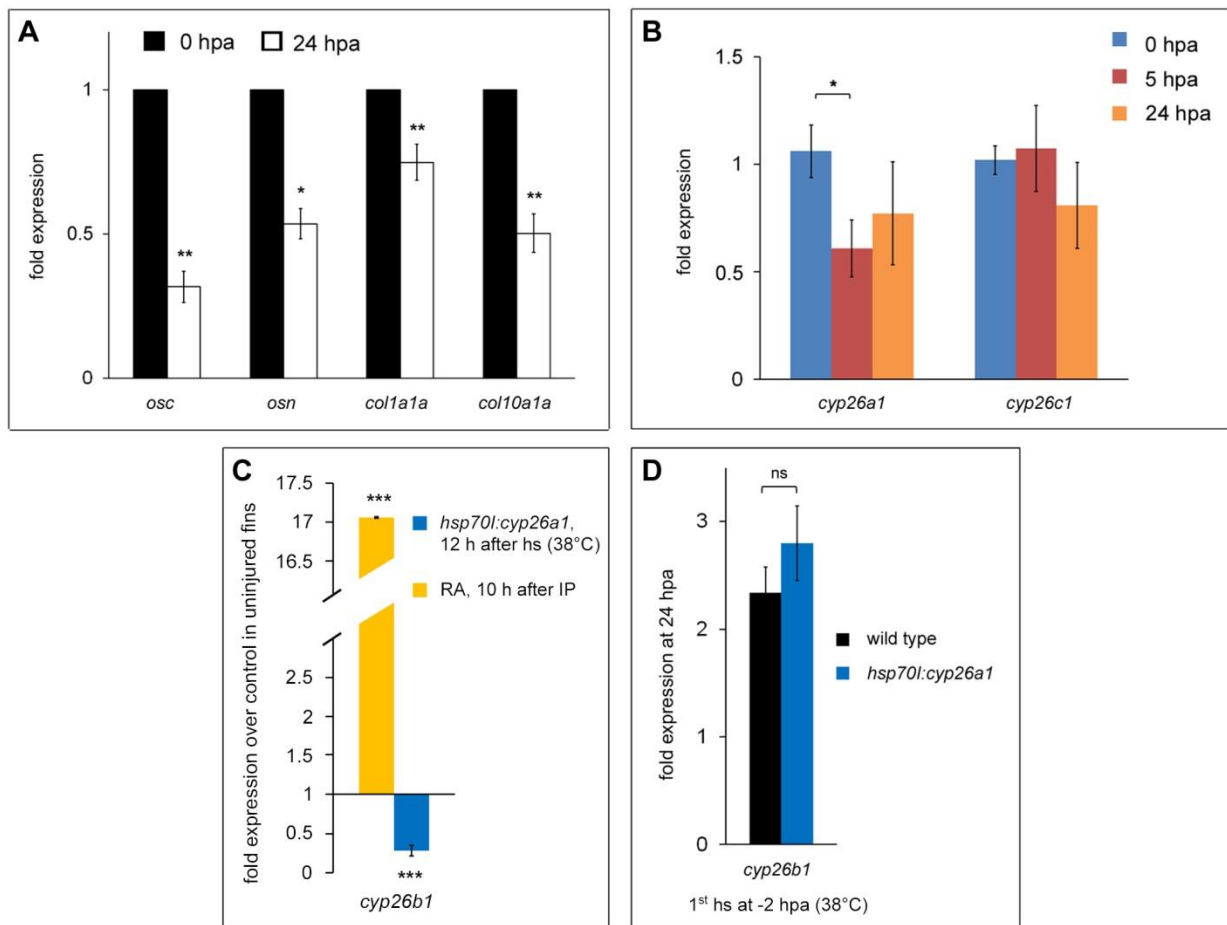 A
0 hpa
24 hpa
fold expression
1
0.5
0
**
*
**
**
osc
osn
col1a1a
col10a1a
B
0 hpa
5 hpa
24 hpa
fold expression
1.5
1
0.5
0
*
cyp26a1
cyp26c1
C
fold expression over control in uninjured fins
17.5
17
16.5
2.5
2
1.5
1
0.5
0
***
hsp70l:cyp26a1,
12 h after hs (38°C)
RA, 10 h after IP
***
cyp26b1
D
fold expression at 24 hpa
3
2
1
0
ns
wild type
hsp70l:cyp26a1
cyp26b1
1st hs at -2 hpa (38°C)